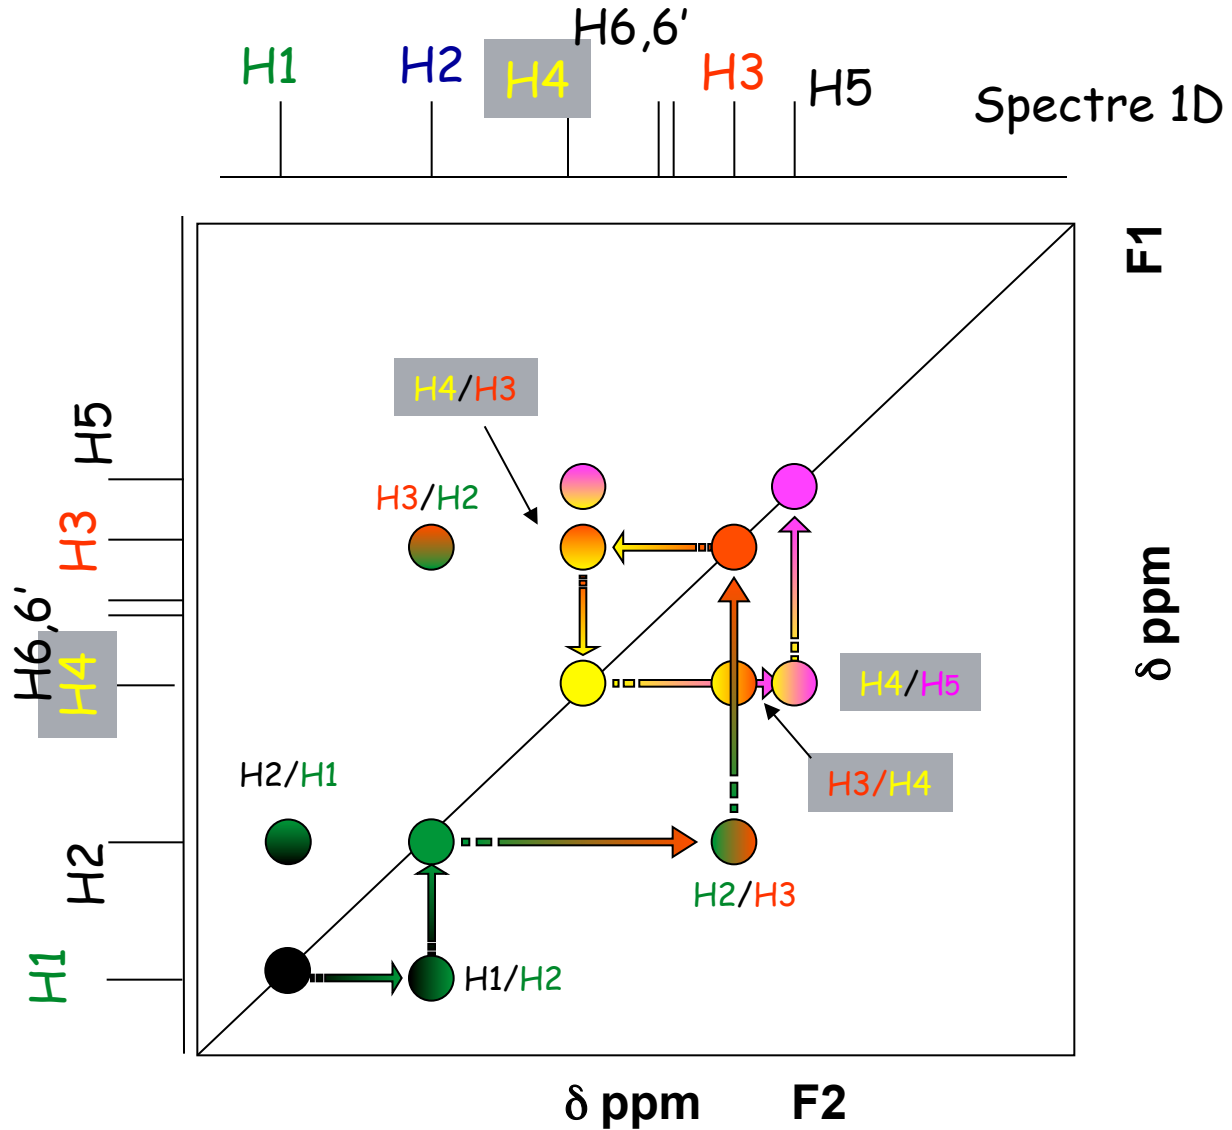 H6,6'
H1
H2
H4
H3
H5
Spectre 1D
F1
H4/H3
H5
H3/H2
H3
δ ppm
H6,6'
H4
H4/H5
H3/H4
H2/H1
H2
H2/H3
H1
H1/H2
δ ppm
F2